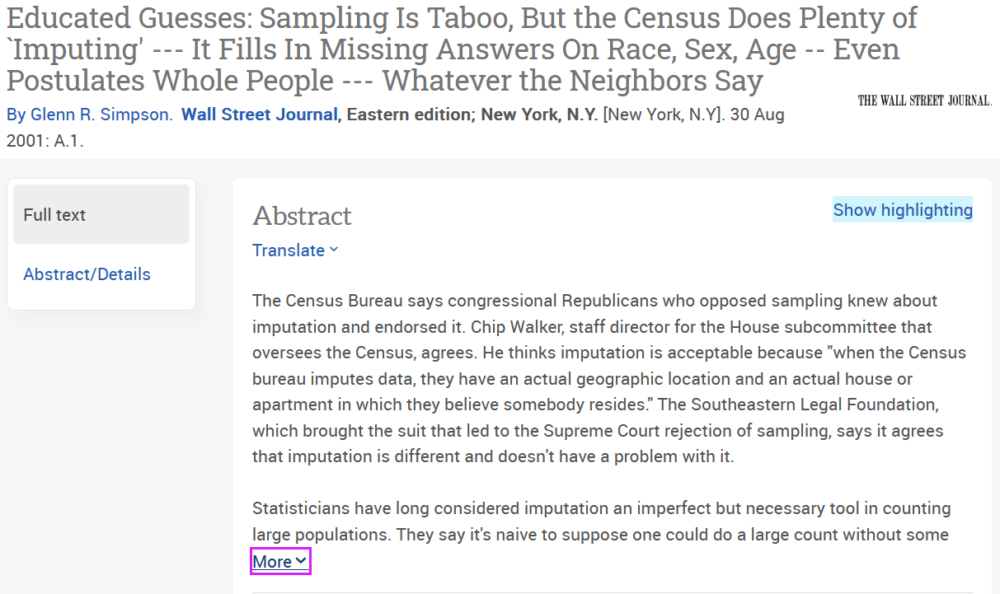 Educated Guesses: Sampling Is Taboo, But the Census Does Plenty of
`Imputing' --- It Fills In Missing Answers On Race, Sex, Age -- Even
Postulates Whole People --- Whatever the Neighbors Say
THE WALL STREET JOURNAL.
By Glenn R. Simpson. Wall Street Journal, Eastern edition; New York, N.Y. [New York, N.Y]. 30 Aug
2001: A.1.
Full text
Abstract/Details
Abstract
Show highlighting
Translate
The Census Bureau says congressional Republicans who opposed sampling knew about
imputation and endorsed it. Chip Walker, staff director for the House subcommittee that
oversees the Census, agrees. He thinks imputation is acceptable because "when the Census
bureau imputes data, they have an actual geographic location and an actual house or
apartment in which they believe somebody resides." The Southeastern Legal Foundation,
which brought the suit that led to the Supreme Court rejection of sampling, says it agrees
that imputation is different and doesn't have a problem with it.
Statisticians have long considered imputation an imperfect but necessary tool in counting
large populations. They say it's naive to suppose one could do a large count without some
More